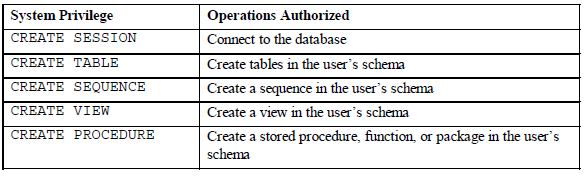 System Privilege Operations Authorized
CREATE SESSION Connect to the database
CREATE TABLE Create tables in the user’s schema
CREATE SEQUENCE Create a sequence in the user’s schema
CREATE VIEW Create a view in the user’s schema
CREATE PROCEDURE Create a stored procedure, function, or package in the user’s
schema